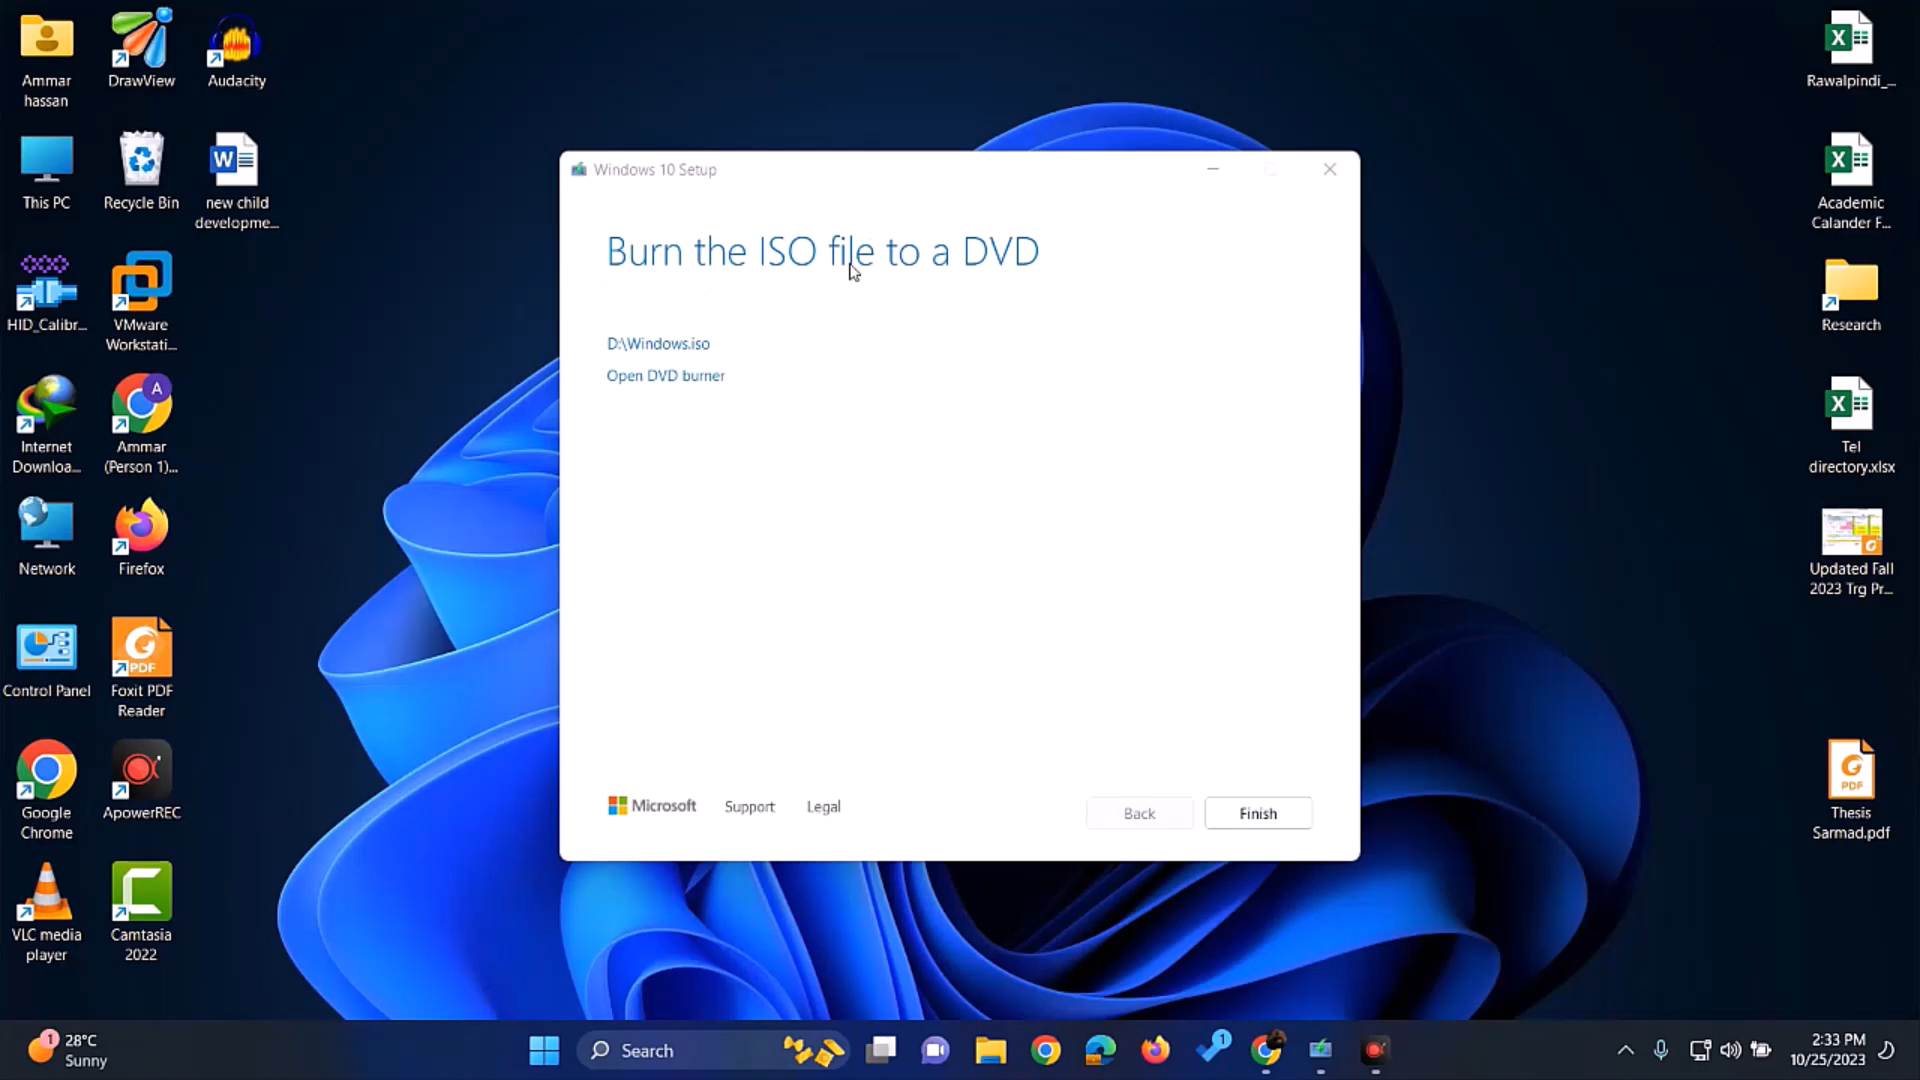 Ammar
hassan
DrawView
Audacity
This PC
Recycle Bin
new child
developme...
HID_Calibr...
VMware
Workstati...
Internet
Downloa...
A
Ammar
(Person 1)...
Network
Firefox
Control Panel
PDF
Foxit PDF
Reader
Google
Chrome
ApowerREC
VLC media
player
Camtasia
2022
Windows 10 Setup
Burn the ISO file to a DVD
D:\Windows.iso
Open DVD burner
Microsoft
Support
Legal
Back
Finish
Rawalpindi_...
Academic
Calander F...
Research
Tel
directory.xlsx
Updated Fall
2023 Trg Pr...
PDF
Thesis
Sarmad.pdf
1
28°C
Sunny
Search
1
2:33 PM
10/25/2023